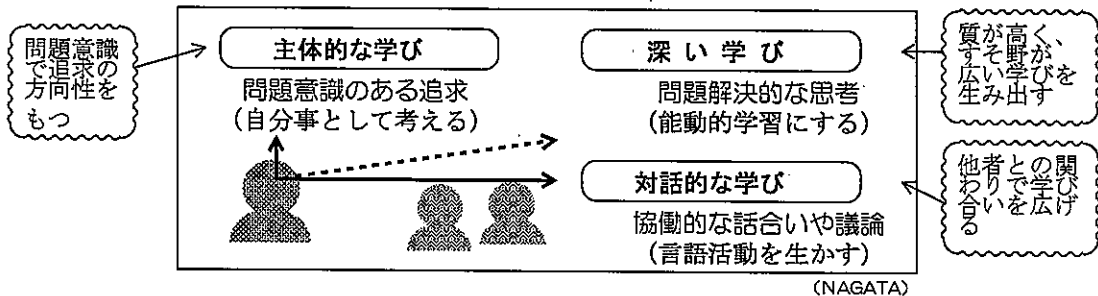 問題意識
で追求の
方向性を
もつ
主体的な学び
問題意識のある追求
(自分事として考える)
深い学び
問題解決的な思考
(能動的学習にする)
質が高く、
すそ野が
広い学びを
生み出す
対話的な学び
協働的な話合いや議論
(言語活動を生かす)
他者との関
わりで学び
合いを広げ
る
(NAGATA)